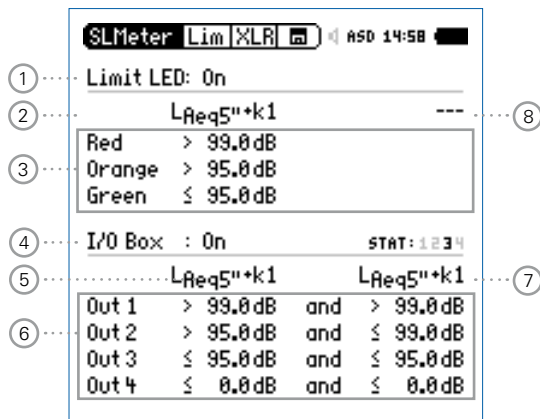 SLMeter Lim XLR ASD 14:58
1 Limit LED: On
2 LAeq5"+k1 --- 8
Red > 99.0dB
3 Orange > 95.0dB
Green ≤ 95.0dB
4 I/O Box : On STAT: 1234
5 LAeq5"+k1 LAeq5"+k1 7
Out 1 > 99.0dB and > 99.0dB
6 Out 2 > 95.0dB and ≤ 99.0dB
Out 3 ≤ 95.0dB and ≤ 95.0dB
Out 4 ≤ 0.0dB and ≤ 0.0dB